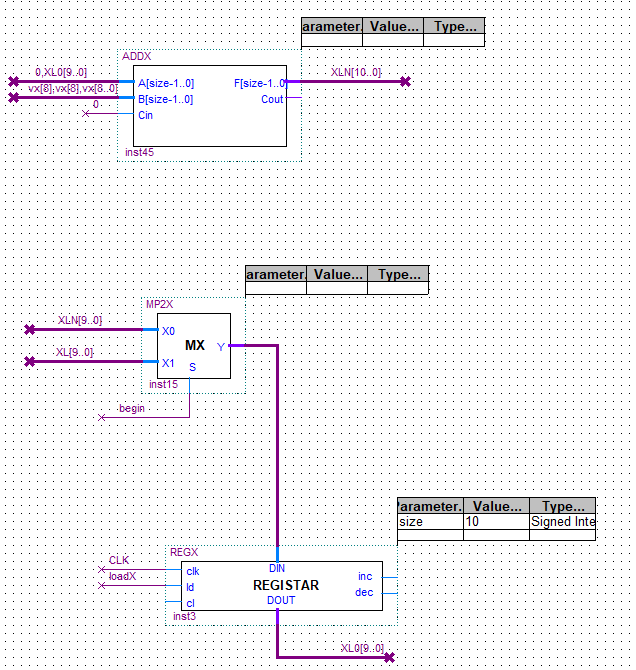 arameter. Value... Type...
ADDX
0,XL0[9..0]
A[size-1..0] F[size-1..0]
XLN[10..0]
vx[8],vx[8],vx[8..0]
B[size-1..0] Cout
0
Cin
inst45
arameter. Value... Type...
MP2X
XLN[9..0]
X0
MX Y
XL[9..0]
X1
S
inst15
begin
Parameter. Value... Type...
size 10 Signed Inte
REGX
CLK
clk DIN inc
loadX
ld REGISTAR dec
cl DOUT
inst3
XL0[9..0]